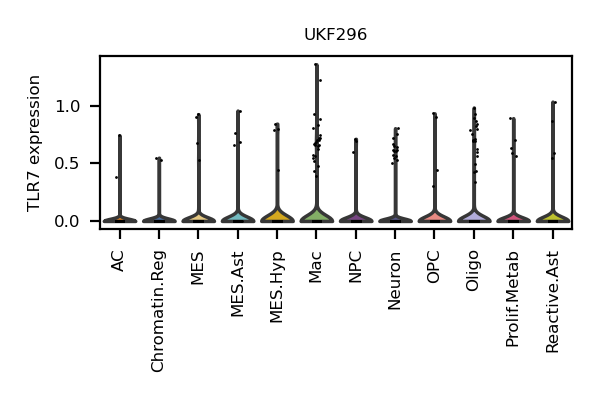 UKF296
TLR7 expression
1.0
0.5
0.0
AC
Chromatin.Reg
MES
MES.Ast
MES.Hyp
Mac
NPC
Neuron
OPC
Oligo
Prolif.Metab
Reactive.Ast